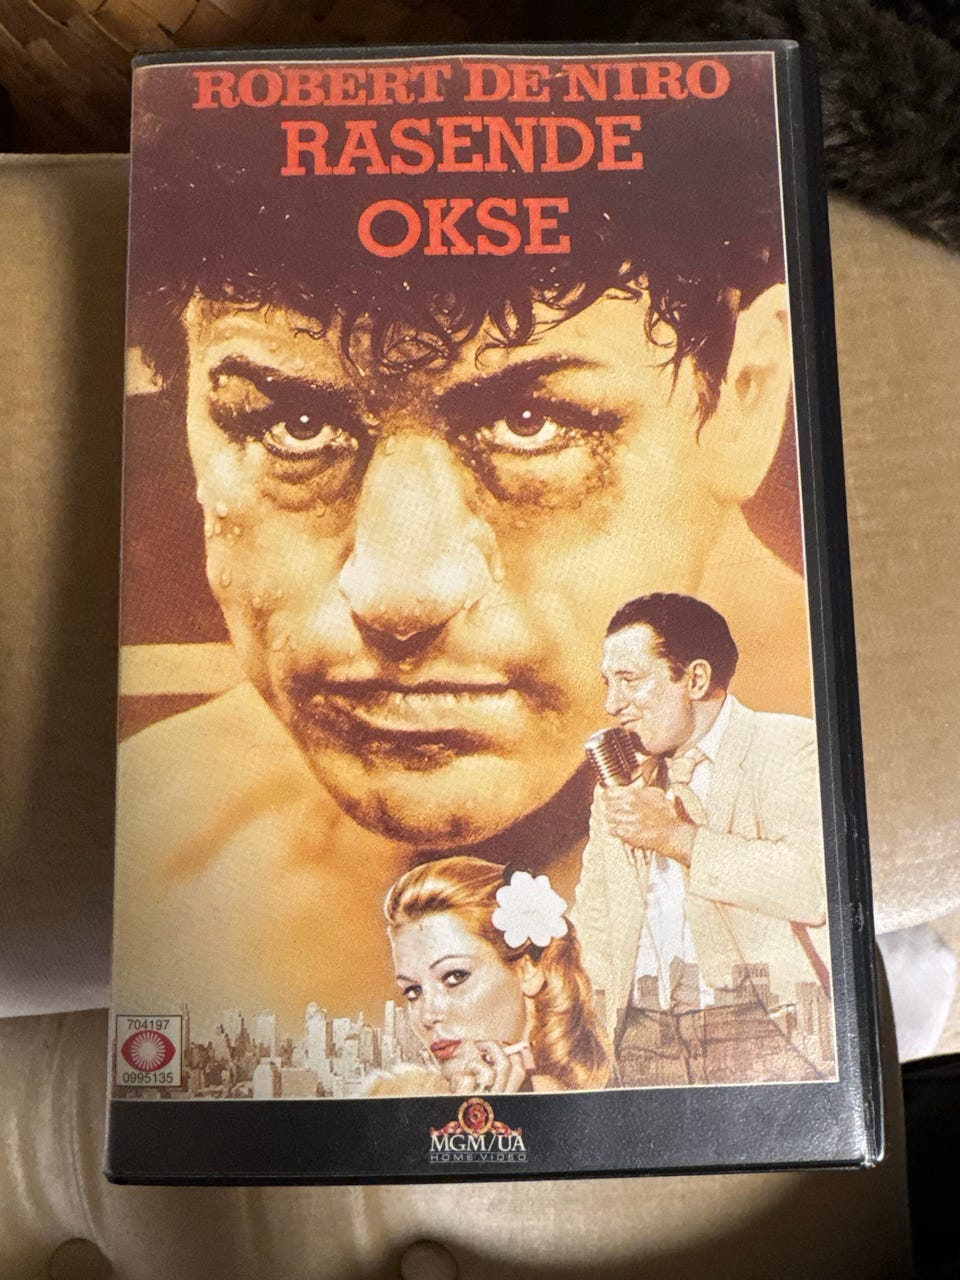 ROBERT DE NIRO
RASENDE
OKSE
704197
0995135
MGM/UA
HOME VIDEO